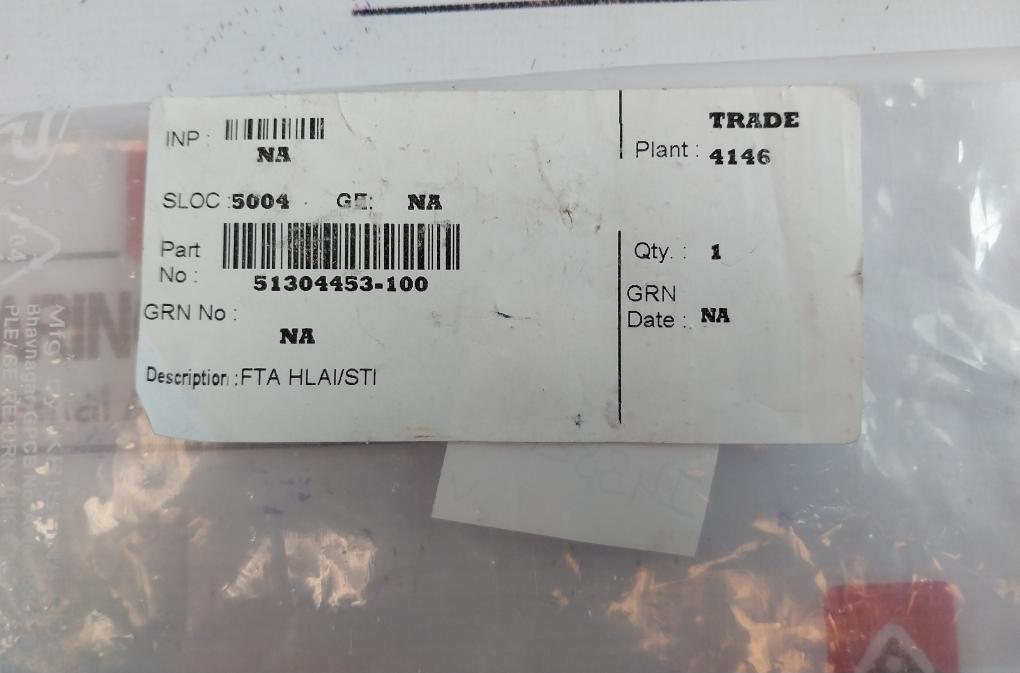 INP :
NA
TRADE
Plant : 4146
SLOC :5004 GE: NA
Part No :
51304453-100
Qty. : 1
GRN No :
NA
GRN Date : NA
Description :FTA HLAI/STI